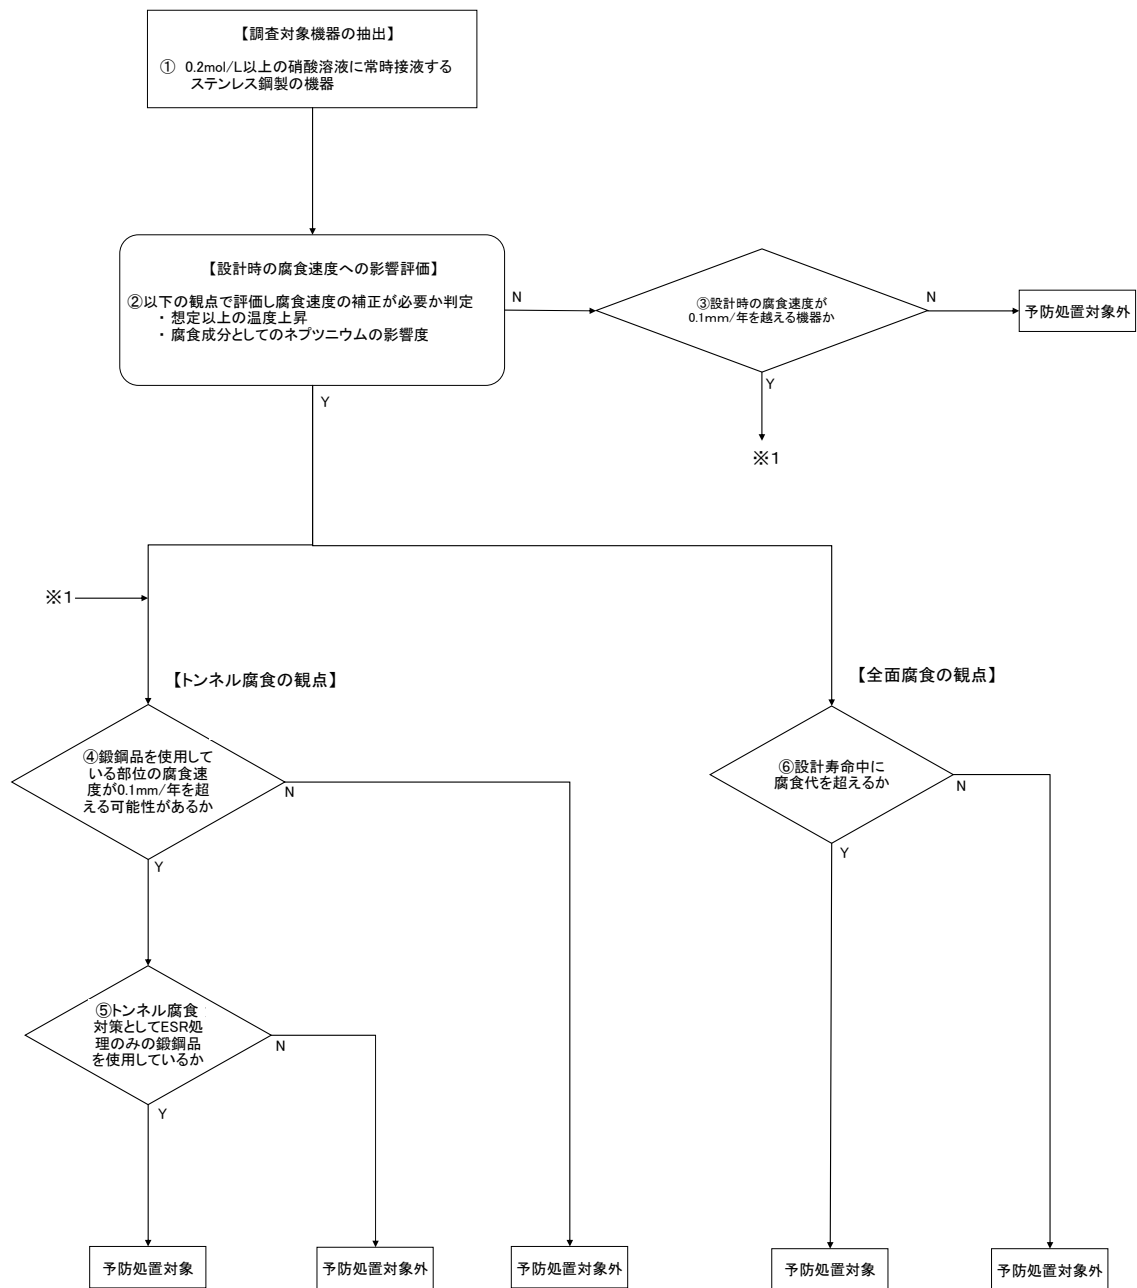 【調査対象機器の抽出】
① 0.2mol/L以上の硝酸溶液に常時接液する
ステンレス鋼製の機器
【設計時の腐食速度への影響評価】
②以下の観点で評価し腐食速度の補正が必要か判定
・ 想定以上の温度上昇
・ 腐食成分としてのネプツニウムの影響度
N
③設計時の腐食速度が
0.1mm/年を越える機器か
N
予防処置対象外
Y
※1
Y
※1
【トンネル腐食の観点】
【全面腐食の観点】
④鍛鋼品を使用して
いる部位の腐食速
度が0.1mm/年を超
える可能性があるか
N
Y
⑥設計寿命中に
腐食代を超えるか
N
Y
⑤トンネル腐食
対策としてESR処
理のみの鍛鋼品
を使用しているか
N
Y
予防処置対象
予防処置対象外
予防処置対象外
予防処置対象
予防処置対象外